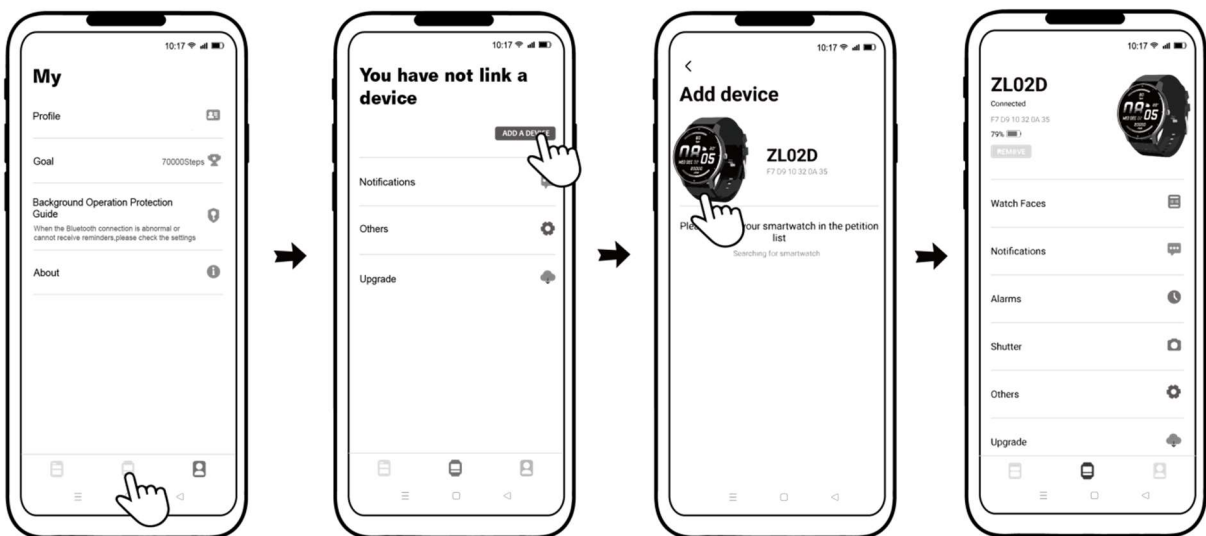 10:17
My
Profile
Goal
70000Steps
Background Operation Protection
Guide
When the Bluetooth connection is abnormal or
cannot receive reminders,please check the settings
About
10:17
You have not link a
device
ADD A DEVICE
Notifications
Others
Upgrade
10:17
Add device
ZL02D
F7 D9 10 32 0A 35
our smartwatch in the petition
list
Searching for smartwatch
10:17
ZL02D
Connected
F7 D9 10 32 0A 35
79%
REMOVE
Watch Faces
Notifications
Alarms
Shutter
Others
Upgrade